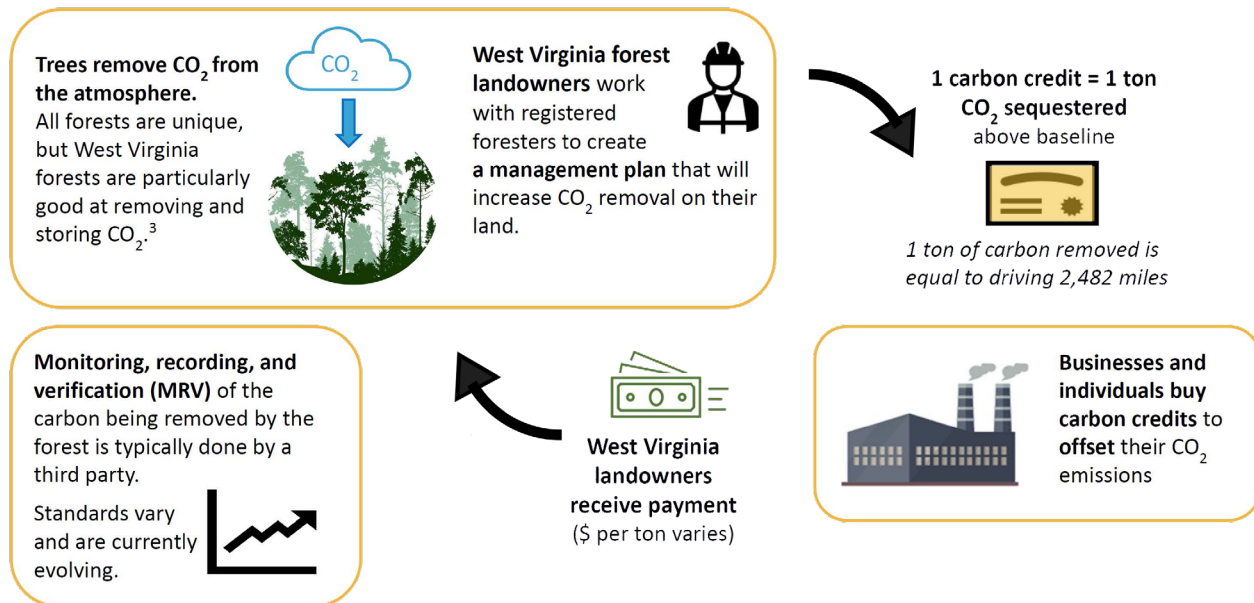 Trees remove CO₂ from
the atmosphere.
All forests are unique,
but West Virginia
forests are particularly
good at removing and
storing CO₂.³
CO₂
West Virginia forest
landowners work
with registered
foresters to create
a management plan that will
increase CO₂ removal on their
land.
1 carbon credit = 1 ton
CO₂ sequestered
above baseline
1 ton of carbon removed is
equal to driving 2,482 miles
Monitoring, recording, and
verification (MRV) of the
carbon being removed by the
forest is typically done by a
third party.
Standards vary
and are currently
evolving.
West Virginia
landowners
receive payment
($ per ton varies)
Businesses and
individuals buy
carbon credits to
offset their CO₂
emissions